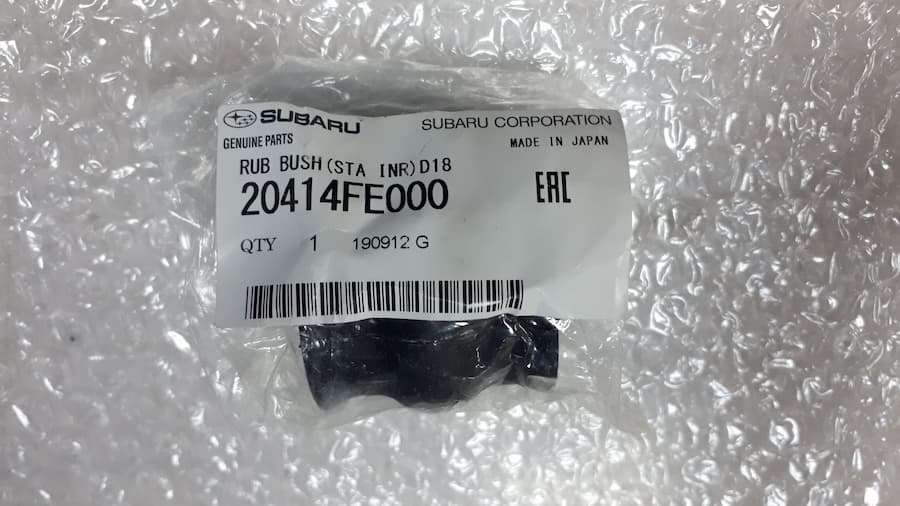 SUBARU SUBARU CORPORATION
GENUINE PARTS MADE IN JAPAN
RUB BUSH(STA INR)D18
20414FE000 EAC
QTY 1 190912 G